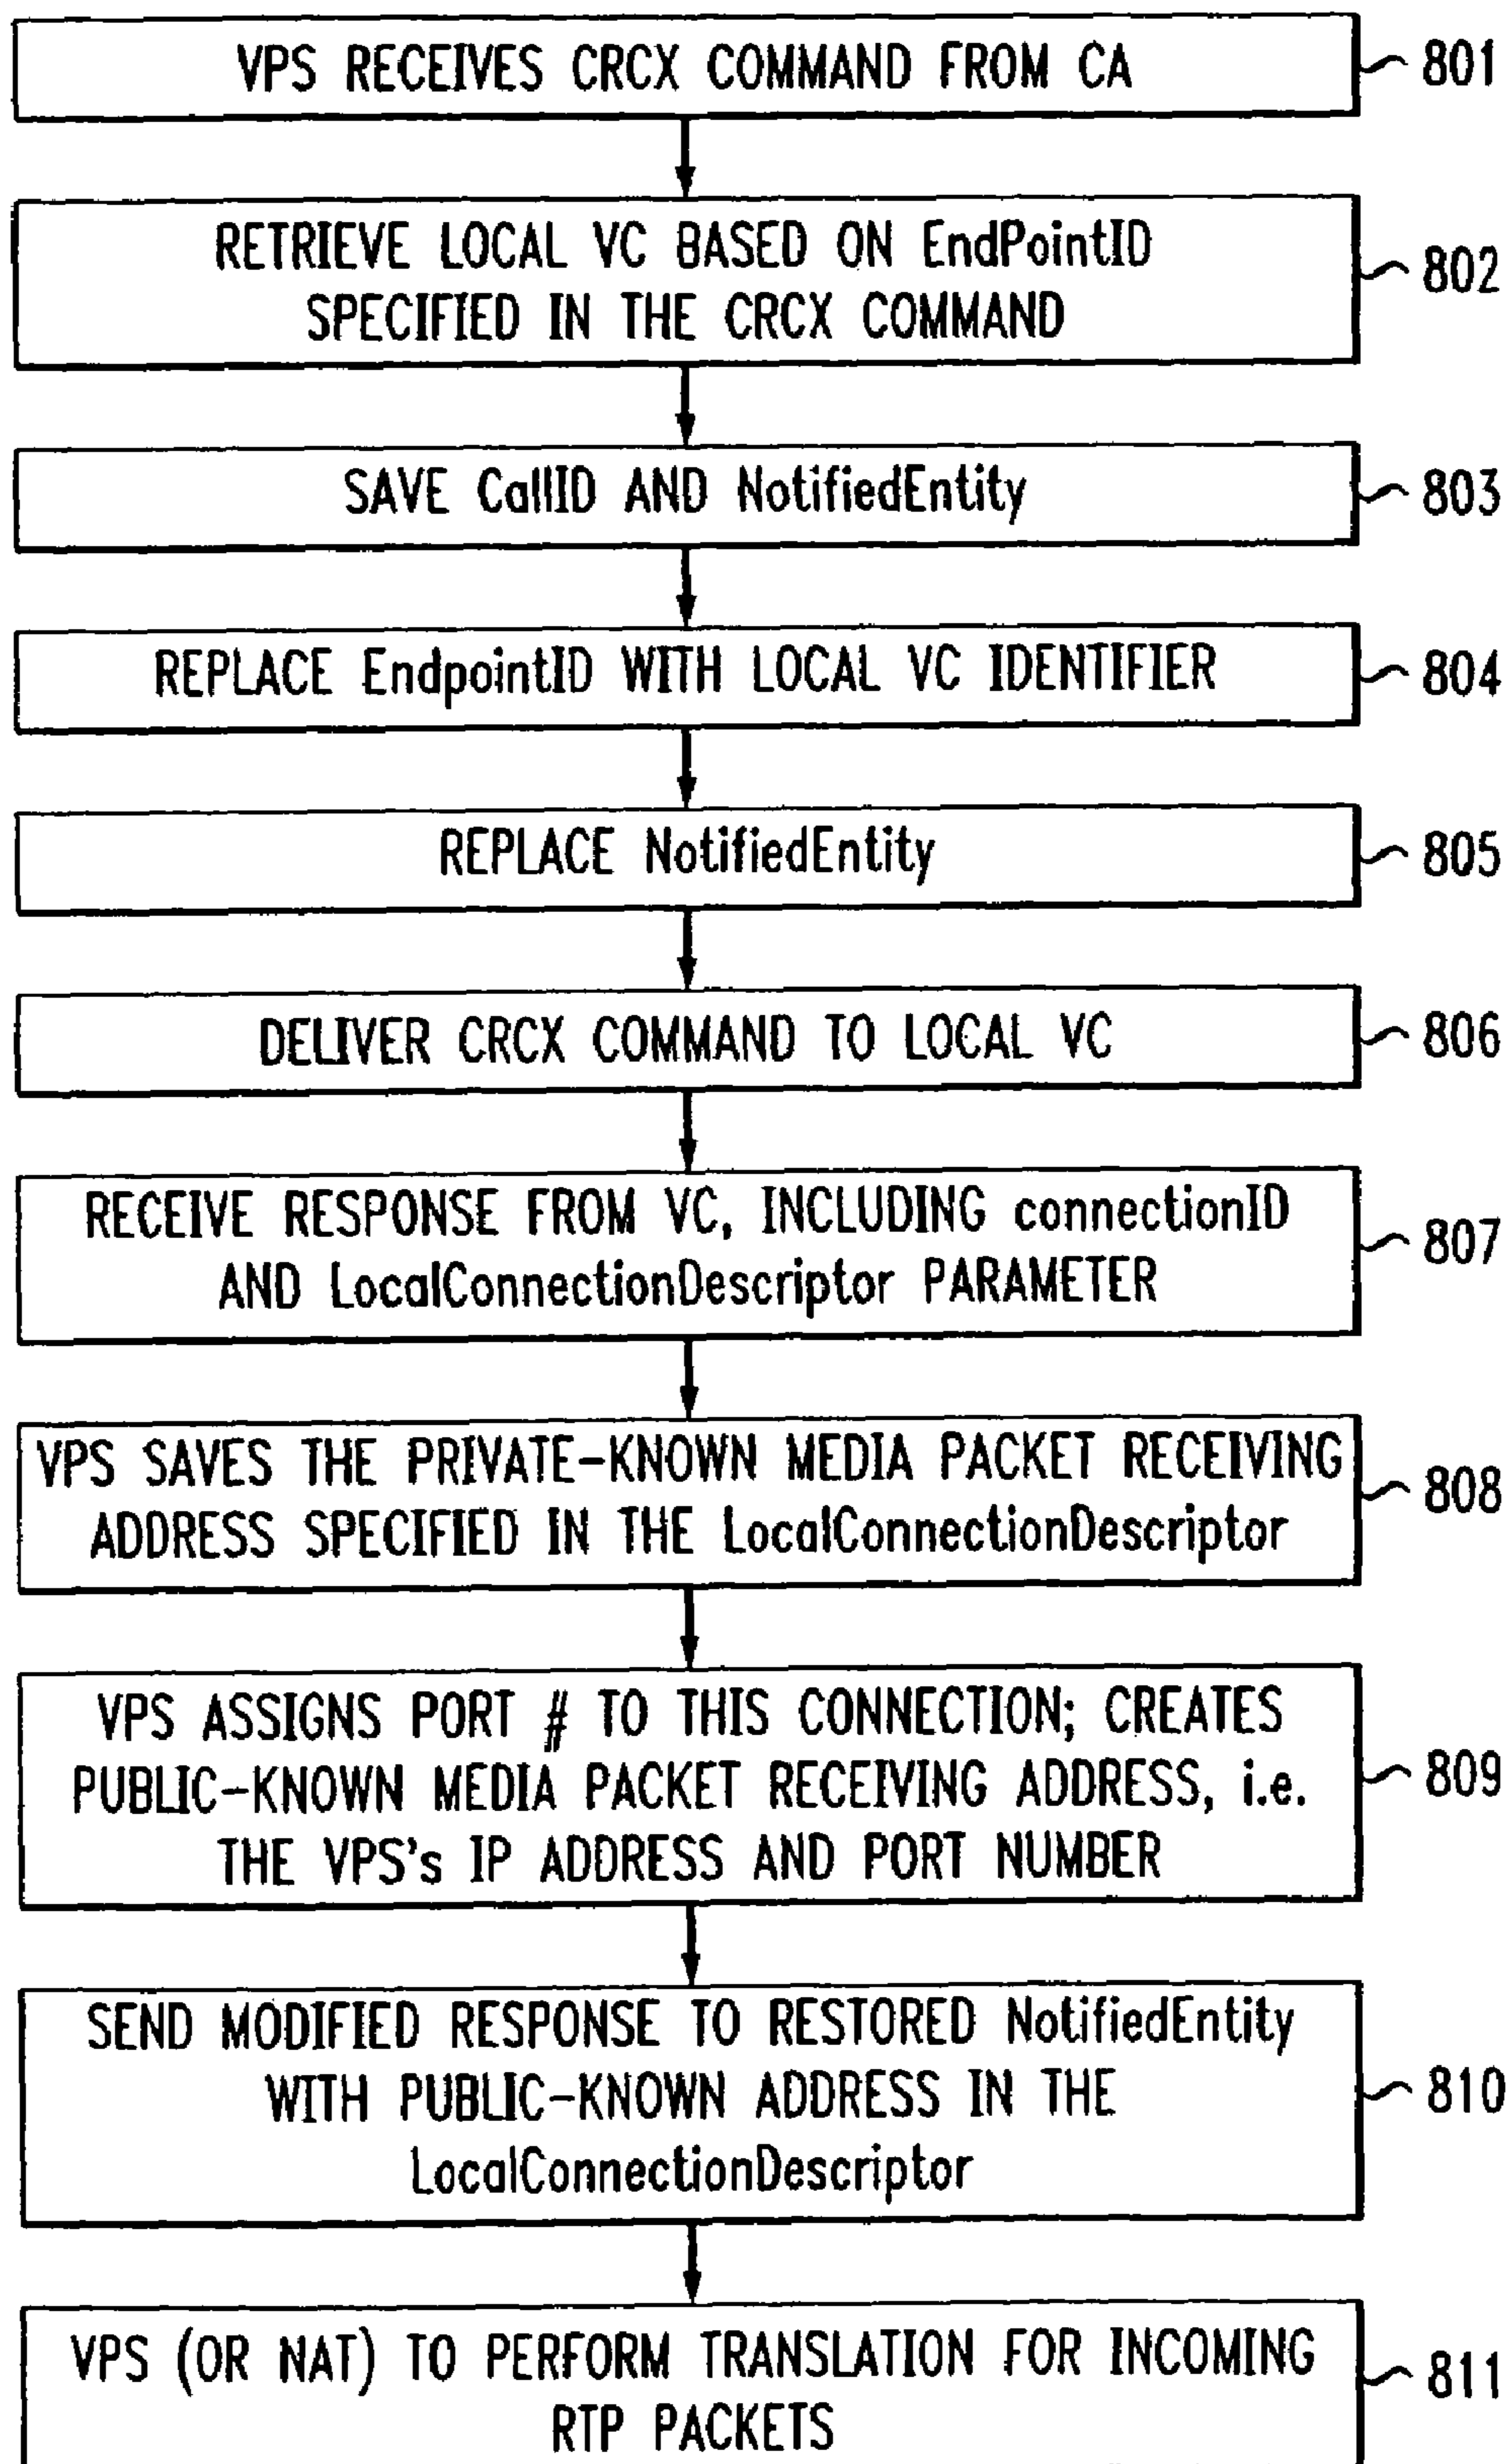 VPS RECEIVES CRCX COMMAND FROM CA
801
RETRIEVE LOCAL VC BASED ON EndPointID
SPECIFIED IN THE CRCX COMMAND
802
SAVE CallID AND NotifiedEntity
803
REPLACE EndpointID WITH LOCAL VC IDENTIFIER
804
REPLACE NotifiedEntity
805
DELIVER CRCX COMMAND TO LOCAL VC
806
RECEIVE RESPONSE FROM VC, INCLUDING connectionID
AND LocalConnectionDescriptor PARAMETER
807
VPS SAVES THE PRIVATE-KNOWN MEDIA PACKET RECEIVING
ADDRESS SPECIFIED IN THE LocalConnectionDescriptor
808
VPS ASSIGNS PORT # TO THIS CONNECTION; CREATES
PUBLIC-KNOWN MEDIA PACKET RECEIVING ADDRESS, i.e.
THE VPS's IP ADDRESS AND PORT NUMBER
809
SEND MODIFIED RESPONSE TO RESTORED NotifiedEntity
WITH PUBLIC-KNOWN ADDRESS IN THE
LocalConnectionDescriptor
810
VPS (OR NAT) TO PERFORM TRANSLATION FOR INCOMING
RTP PACKETS
811